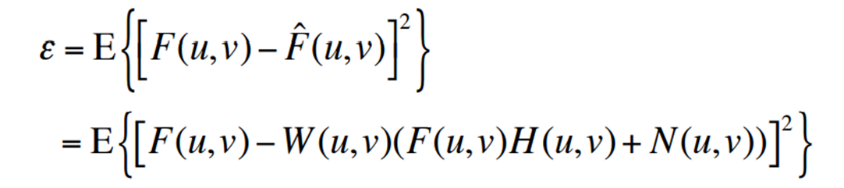 ε = E{[F(u,v) − F̂(u,v)]²}
= E{[F(u,v) − W(u,v)(F(u,v)H(u,v) + N(u,v))]²}